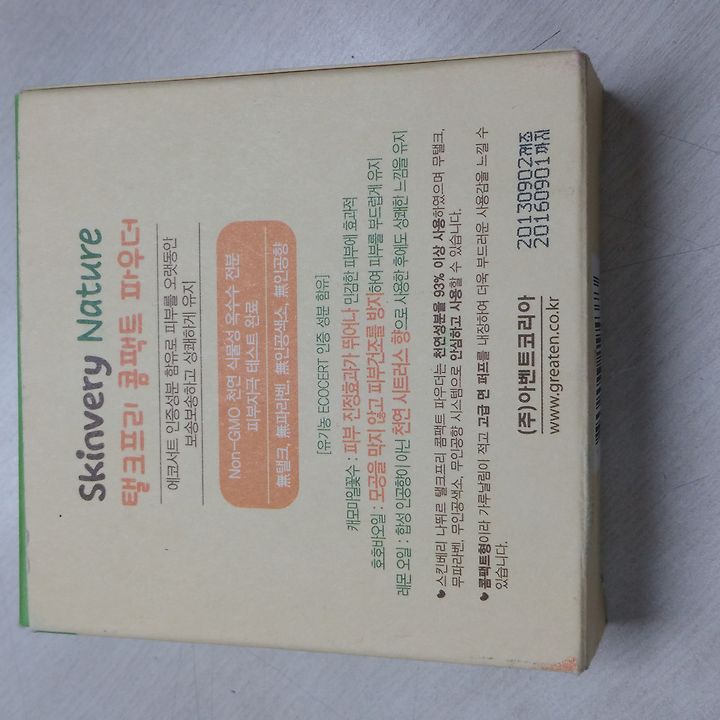 Skinvery Nature
탤크프리 콤팩트 파우더
에코서트 인증성분 함유로 피부를 오랫동안
보송보송하고 상쾌하게 유지
Non-GMO 천연 식물성 옥수수 전분
피부자극 테스트 완료
無탤크, 無파라벤, 無인공색소, 無인공향
[유기농 ECOCERT 인증 성분 함유]
캐모마일꽃수 : 피부 진정효과가 뛰어나 민감한 피부에 효과적
호호바오일 : 모공을 막지 않고 피부건조를 방지하여 피부를 부드럽게 유지
레몬 오일 : 합성 인공향이 아닌 천연 시트러스 향으로 사용한 후에도 상쾌한 느낌을 유지
스킨베리 나뛰르 탤크프리 콤팩트 파우더는 천연성분을 93% 이상 사용하였으며 무탤크,
무파라벤, 무인공색소, 무인공향 시스템으로 안심하고 사용할 수 있습니다.
콤팩트형이라 가루날림이 적고 고급 면 퍼프를 내장하여 더욱 부드러운 사용감을 느낄 수
있습니다.
(주)아벤트코리아
www.greaten.co.kr
20130902제조
20160901까지